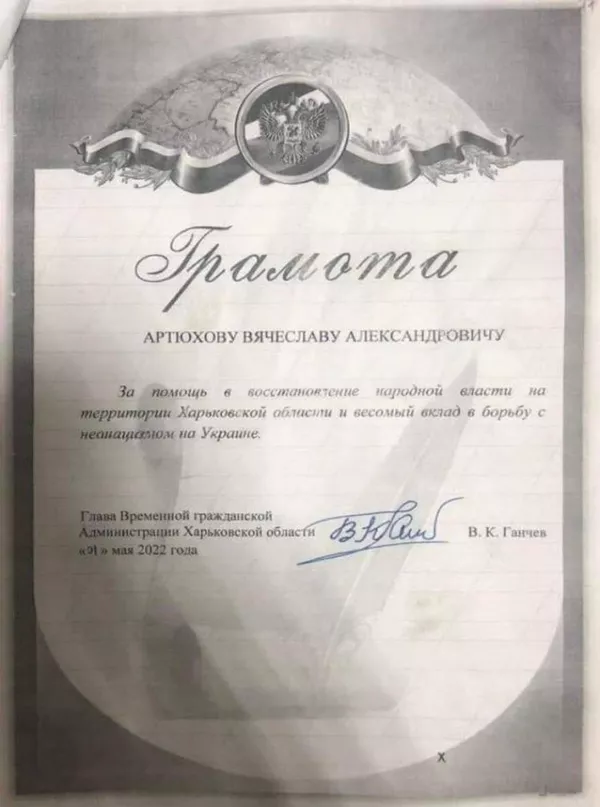 Грамота
АРТЮХОВУ ВЯЧЕСЛАВУ АЛЕКСАНДРОВИЧУ
За помощь в восстановление народной власти на
территории Харьковской области и весомый вклад в борьбу с
неонацизмом на Украине.
Глава Временной гражданской
Администрации Харьковской области
В. К. Ганчев
мая 2022 года
X